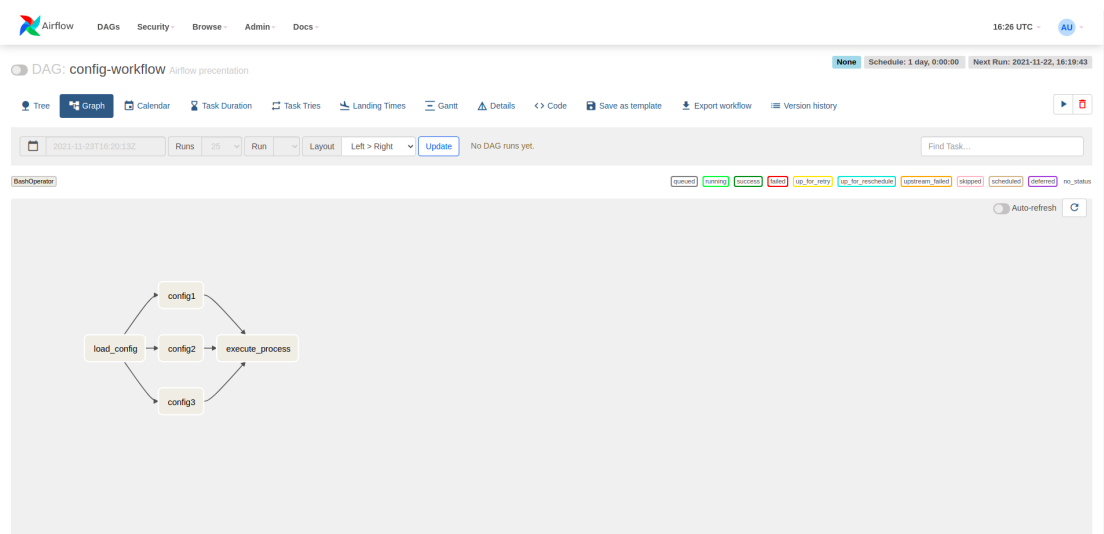 Airflow DAGs Security Browse Admin Docs 16:26 UTC AU
DAG: config-workflow Airflow precentation None Schedule: 1 day, 0:00:00 Next Run: 2021-11-22, 16:19:43
Tree Graph Calendar Task Duration Task Tries Landing Times Gantt Details <> Code Save as template Export workflow Version history
2021-11-23T18:20:13Z Runs 25 Run Layout Left > Right Update No DAG runs yet. Find Task...
BashOperator queued running success failed up_for_retry up_for_reschedule upstream_failed skipped scheduled deferred no_status
Auto-refresh
config1
load_config config2 execute_process
config3